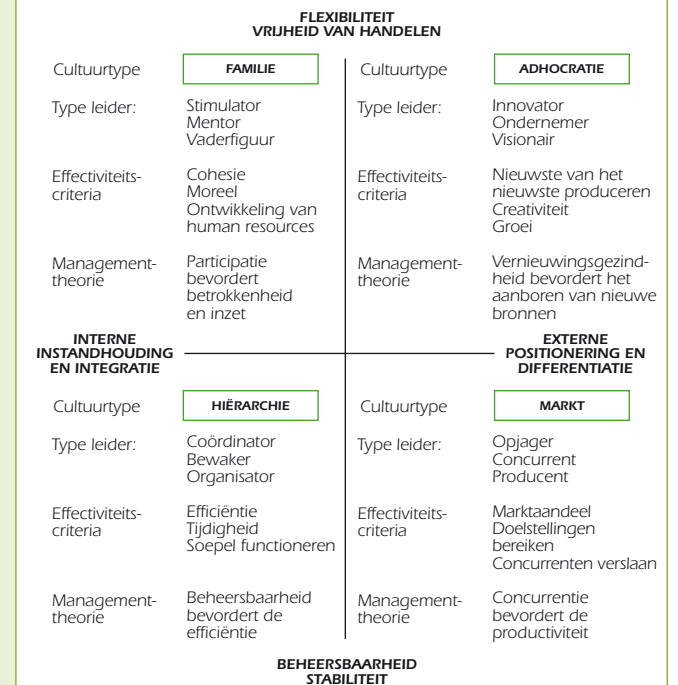 FLEXIBILITEIT
VRIJHEID VAN HANDELEN
Cultuurtype
FAMILIE
Type leider:
Stimulator
Mentor
Vaderfiguur
Effectiviteits-
criteria
Cohesie
Moreel
Ontwikkeling van
human resources
Management-
theorie
Participatie
bevordert
betrokkenheid
en inzet
Cultuurtype
ADHOCRATIE
Type leider:
Innovator
Ondernemer
Visionair
Effectiviteits-
criteria
Nieuwste van het
nieuwste produceren
Creativiteit
Groei
Management-
theorie
Vernieuwingsgezind-
heid bevordert het
aanboren van nieuwe
bronnen
INTERNE
INSTANDHOUDING
EN INTEGRATIE
EXTERNE
POSITIONERING EN
DIFFERENTIATIE
Cultuurtype
HIËRARCHIE
Type leider:
Coördinator
Bewaker
Organisator
Effectiviteits-
criteria
Efficiëntie
Tijdigheid
Soepel functioneren
Management-
theorie
Beheersbaarheid
bevordert de
efficiëntie
Cultuurtype
MARKT
Type leider:
Opjager
Concurrent
Producent
Effectiviteits-
criteria
Marktaandeel
Doelstellingen
bereiken
Concurrenten verslaan
Management-
theorie
Concurrentie
bevordert de
productiviteit
BEHEERSBAARHEID
STABILITEIT